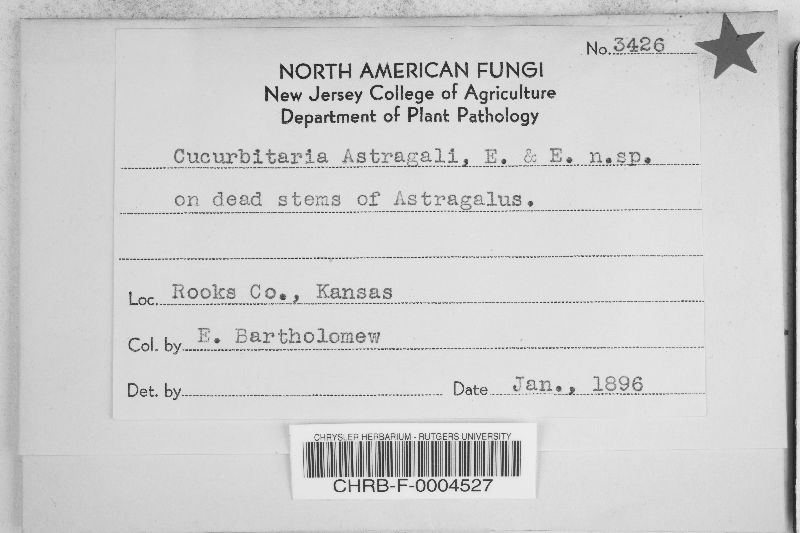 No. 3426
NORTH AMERICAN FUNGI
New Jersey College of Agriculture
Department of Plant Pathology
Cucurbitaria Astragali, E. & E. n.sp.
on dead stems of Astragalus.
Loc. Rooks Co., Kansas
Col. by E. Bartholomew
Det. by
Date Jan., 1896
CHRYSLER HERBARIUM - RUTGERS UNIVERSITY
CHRB-F-0004527